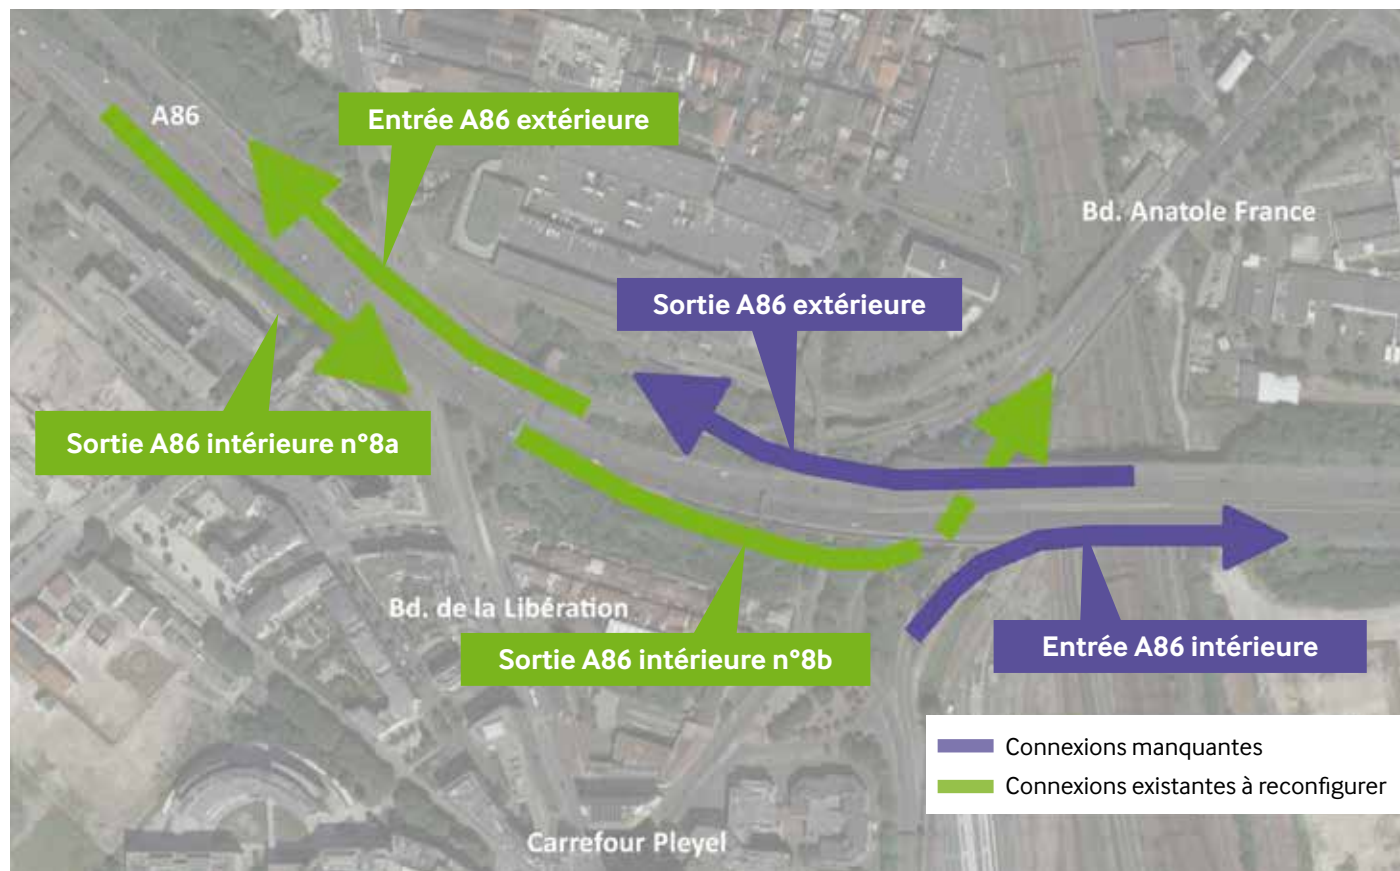 A86
Entrée A86 extérieure
Bd. Anatole France
Sortie A86 extérieure
Sortie A86 intérieure n°8a
Bd. de la Libération
Sortie A86 intérieure n°8b
Entrée A86 intérieure
Connexions manquantes
Connexions existantes à reconfigurer
Carrefour Pleyel